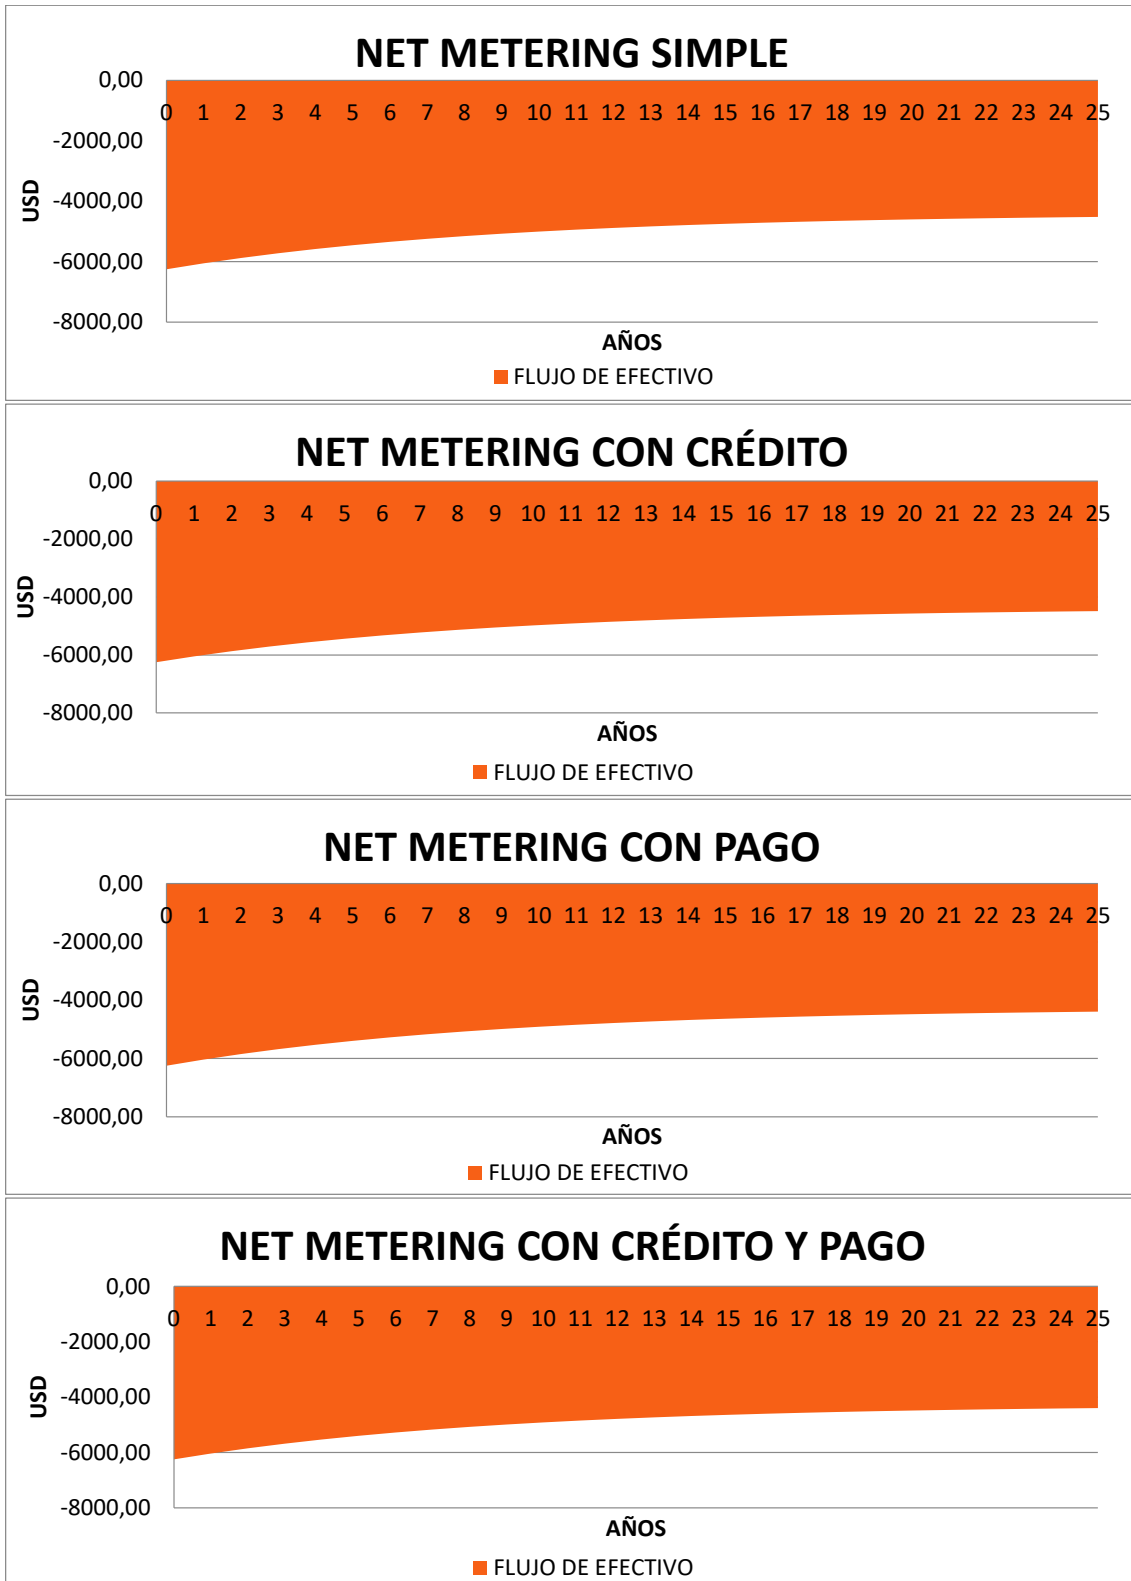 NET METERING SIMPLE
0,00
0 1 2 3 4 5 6 7 8 9 10 11 12 13 14 15 16 17 18 19 20 21 22 23 24 25
-2000,00
-4000,00
-6000,00
-8000,00
USD
AÑOS
FLUJO DE EFECTIVO
NET METERING CON CRÉDITO
0,00
0 1 2 3 4 5 6 7 8 9 10 11 12 13 14 15 16 17 18 19 20 21 22 23 24 25
-2000,00
-4000,00
-6000,00
-8000,00
USD
AÑOS
FLUJO DE EFECTIVO
NET METERING CON PAGO
0,00
0 1 2 3 4 5 6 7 8 9 10 11 12 13 14 15 16 17 18 19 20 21 22 23 24 25
-2000,00
-4000,00
-6000,00
-8000,00
USD
AÑOS
FLUJO DE EFECTIVO
NET METERING CON CRÉDITO Y PAGO
0,00
0 1 2 3 4 5 6 7 8 9 10 11 12 13 14 15 16 17 18 19 20 21 22 23 24 25
-2000,00
-4000,00
-6000,00
-8000,00
USD
AÑOS
FLUJO DE EFECTIVO